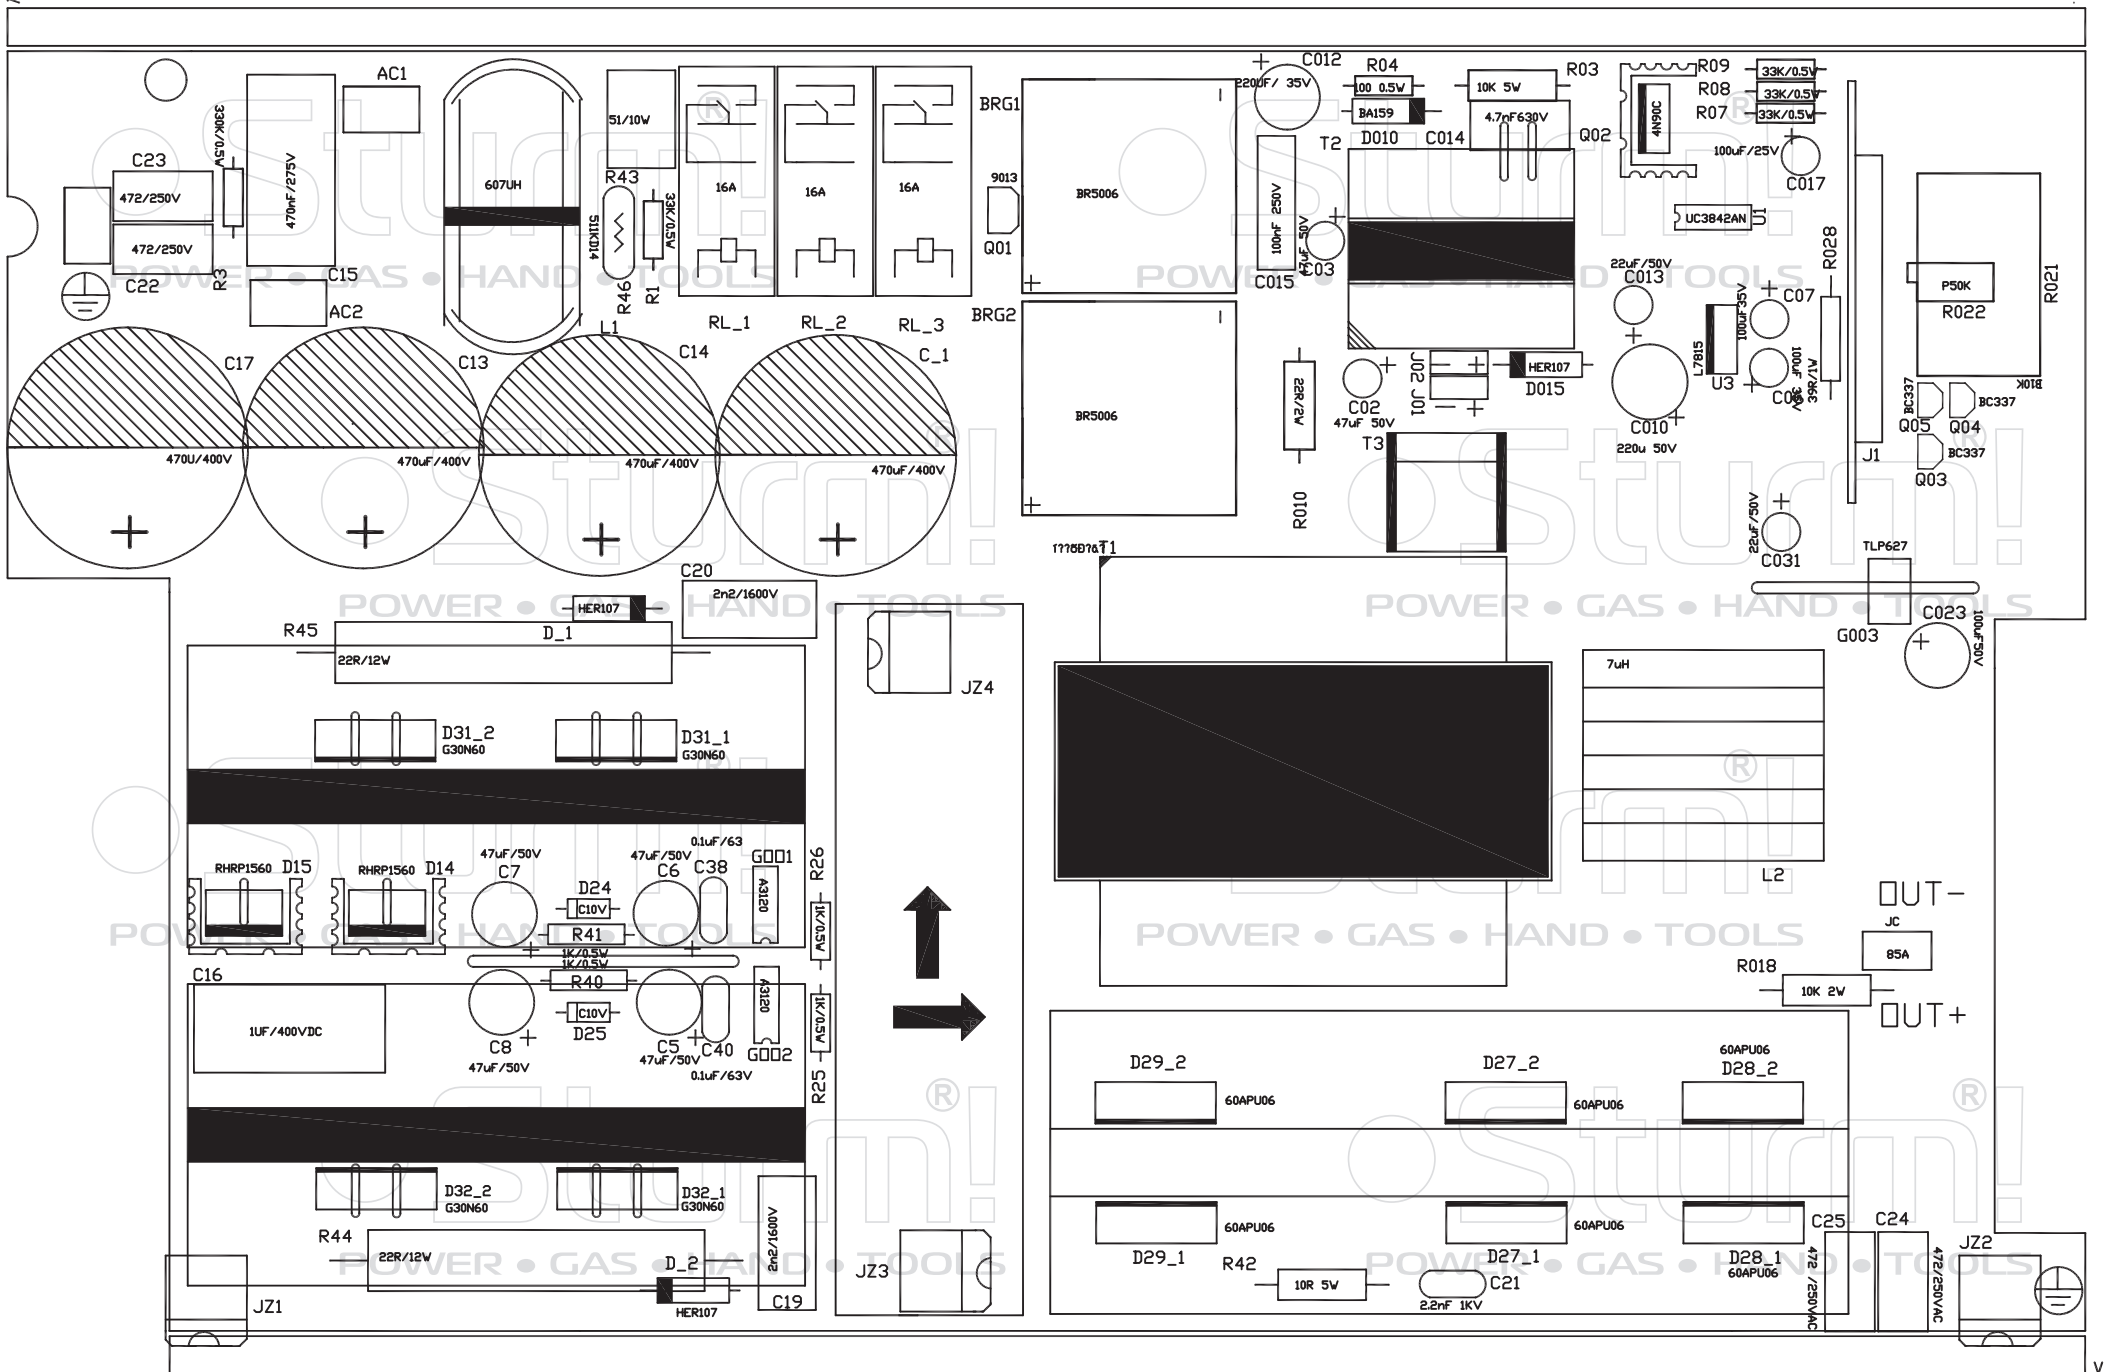 AC1
C23
472/250V
472/250V
C22
330K/0.5W
R3
470nF/275V
C15
AC2
607UH
L1
51/10W
R43
511KD14
R46
33K/0.5W
R1
16A
16A
16A
RL_1
RL_2
RL_3
BRG1
BR5006
9013
Q01
BRG2
BR5006
C012
220UF/ 35V
R04
100 0.5W
BA159
D010
R03
10K 5W
4.7nF630V
C014
T2
Q02
4N90C
R09
33K/0.5W
R08
33K/0.5W
R07
33K/0.5W
100uF/25V
C017
100nF 250V
C015
47uF 50V
C03
UC3842AN
U1
22uF/50V
C013
R028
P50K
R022
R021
B10K
C07
100uF35V
L7815
U3
100uF 35V
C010
220u 50V
BC337
Q05
BC337
Q04
BC337
Q03
J1
C02
47uF 50V
J02
J01
HER107
D015
T3
22R/2W
R010
T1
22uF/50V
C031
TLP627
G003
C023
100uF50V
C17
470U/400V
C13
470uF/400V
C14
470uF/400V
C_1
470uF/400V
C20
2n2/1600V
HER107
D_1
R45
22R/12W
JZ4
7uH
L2
D31_2
G30N60
D31_1
G30N60
RHRP1560
D15
RHRP1560
D14
47uF/50V
C7
D24
C10V
R41
1K/0.5W
1K/0.5W
R40
C10V
D25
47uF/50V
C6
0.1uF/63
C38
G001
A3120
R26
1K/0.5W
C16
1UF/400VDC
C8
47uF/50V
C5
47uF/50V
C40
0.1uF/63V
A3120
G002
1K/0.5W
R25
OUT-
JC
85A
R018
10K 2W
OUT+
D29_2
60APU06
D27_2
60APU06
60APU06
D28_2
D32_2
G30N60
D32_1
G30N60
R44
22R/12W
D_2
HER107
2n2/1600V
C19
JZ1
JZ3
60APU06
D29_1
60APU06
D27_1
D28_1
60APU06
R42
10R 5W
C21
2.2nF 1KV
C25
472 /250VAC
C24
472/250VAC
JZ2
Sturm!
POWER • GAS • HAND • TOOLS